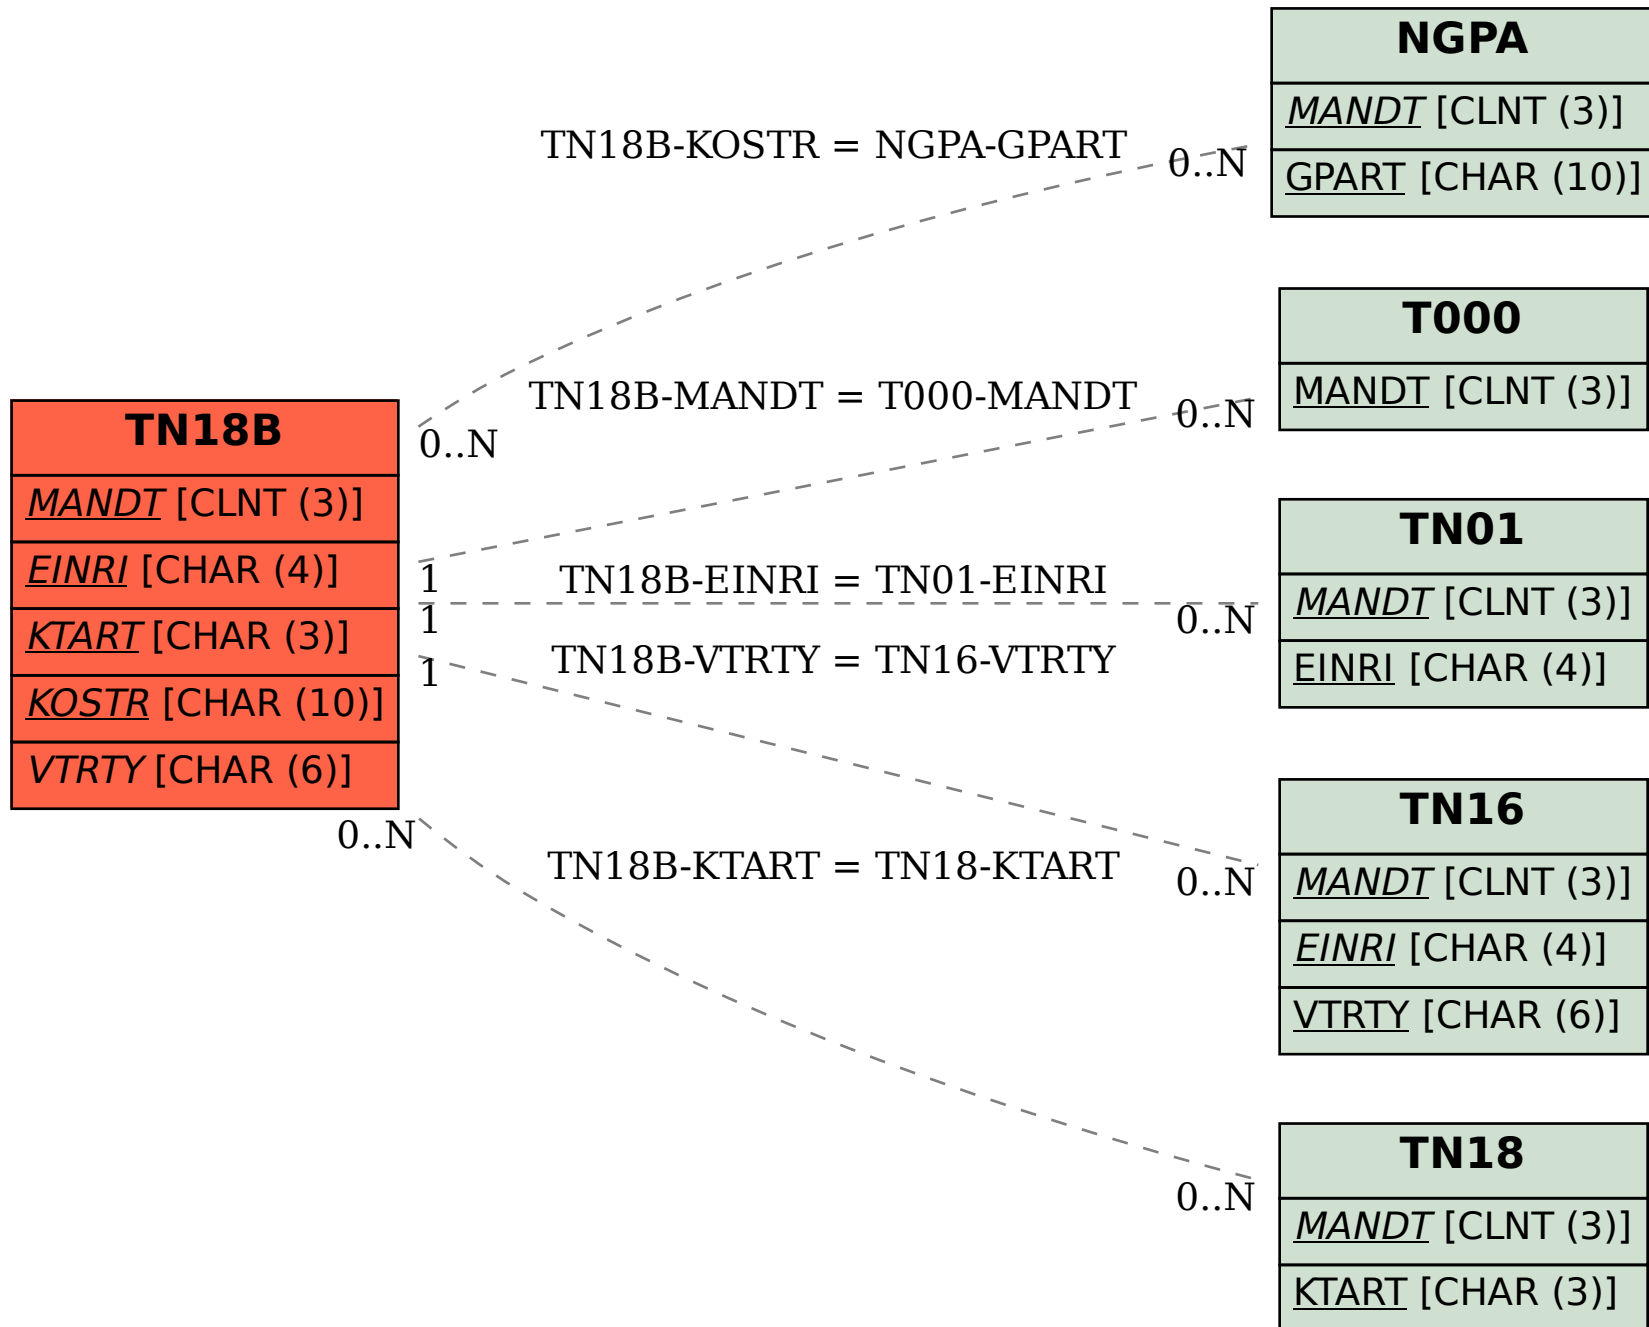 NGPA
MANDT [CLNT (3)]
GPART [CHAR (10)]
TN18B-KOSTR = NGPA-GPART
0..N
T000
MANDT [CLNT (3)]
TN18B-MANDT = T000-MANDT
0..N
TN18B
MANDT [CLNT (3)]
EINRI [CHAR (4)]
KTART [CHAR (3)]
KOSTR [CHAR (10)]
VTRTY [CHAR (6)]
0..N
1
TN18B-EINRI = TN01-EINRI
1
0..N
TN01
MANDT [CLNT (3)]
EINRI [CHAR (4)]
TN18B-VTRTY = TN16-VTRTY
1
0..N
TN16
MANDT [CLNT (3)]
EINRI [CHAR (4)]
VTRTY [CHAR (6)]
0..N
TN18B-KTART = TN18-KTART
0..N
TN18
MANDT [CLNT (3)]
KTART [CHAR (3)]